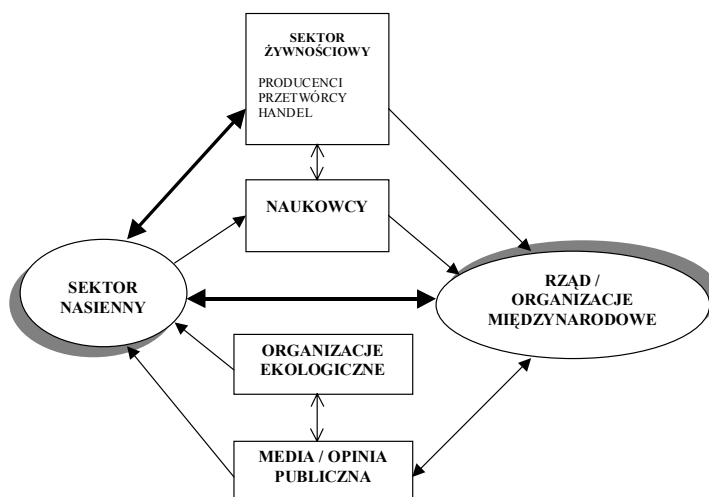 SEKTOR
ŻYWNOŚCIOWY
PRODUCENCI
PRZETWÓRCY
HANDEL
NAUKOWCY
SEKTOR
NASIENNY
RZĄD /
ORGANIZACJE
MIĘDZYNARODOWE
ORGANIZACJE
EKOLOGICZNE
MEDIA / OPINIA
PUBLICZNA